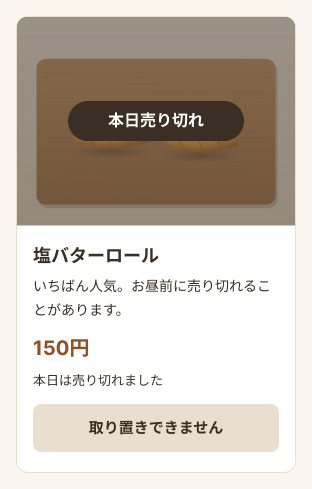 本日売り切れ
塩バターロール
いちばん人気。お昼前に売り切れるこ
とがあります。
150円
本日は売り切れました
取り置きできません